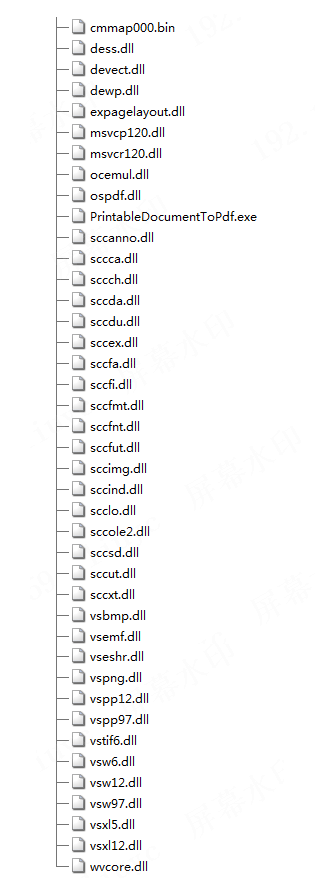 cmmap000.bin
dess.dll
devect.dll
dewp.dll
expagelayout.dll
msvcp120.dll
msvcr120.dll
ocemul.dll
ospdf.dll
PrintableDocumentToPdf.exe
sccanno.dll
sccca.dll
sccch.dll
sccda.dll
sccdu.dll
sccex.dll
sccfa.dll
sccfi.dll
sccfmt.dll
sccfnt.dll
sccfut.dll
sccimg.dll
sccind.dll
scclo.dll
sccole2.dll
sccsd.dll
sccut.dll
sccxt.dll
vsbmp.dll
vsemf.dll
vseshr.dll
vspng.dll
vspp12.dll
vspp97.dll
vstif6.dll
vsw6.dll
vsw12.dll
vsw97.dll
vsxl5.dll
vsxl12.dll
wvcore.dll
屏幕水印